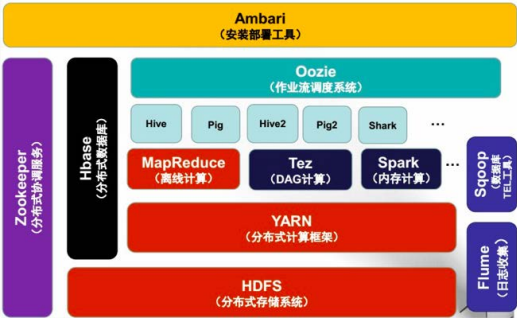 Ambari
(安装部署工具)
Zookeeper
(分布式协调服务)
Hbase
(分布式数据库)
Oozie
(作业流调度系统)
Hive
Pig
Hive2
Pig2
Shark
...
MapReduce
(离线计算)
Tez
(DAG计算)
Spark
(内存计算)
...
YARN
(分布式计算框架)
HDFS
(分布式存储系统)
Sqoop
(数据库
TEL工具)
Flume
(日志收集)